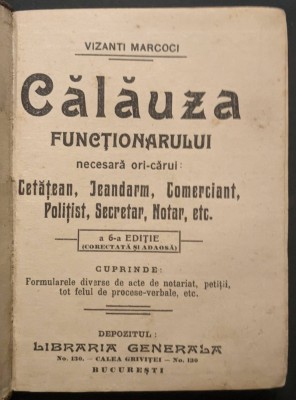 VIZANTI MARCOCI
Călăuza
FUNCȚIONARULUI
necesară ori-cărui:
Cetățean, Jeandarm, Comerciant,
Polițist, Secretar, Notar, etc.
a 6-a EDIȚIE
(CORECTATĂ ȘI ADAOSĂ)
CUPRINDE:
Formularele diverse de acte de notariat, petiții,
tot felul de procese-verbale, etc.
DEPOZITUL:
LIBRARIA GENERALA
No. 130. — CALEA GRIVIȚEI — No. 130
BUCUREȘTI